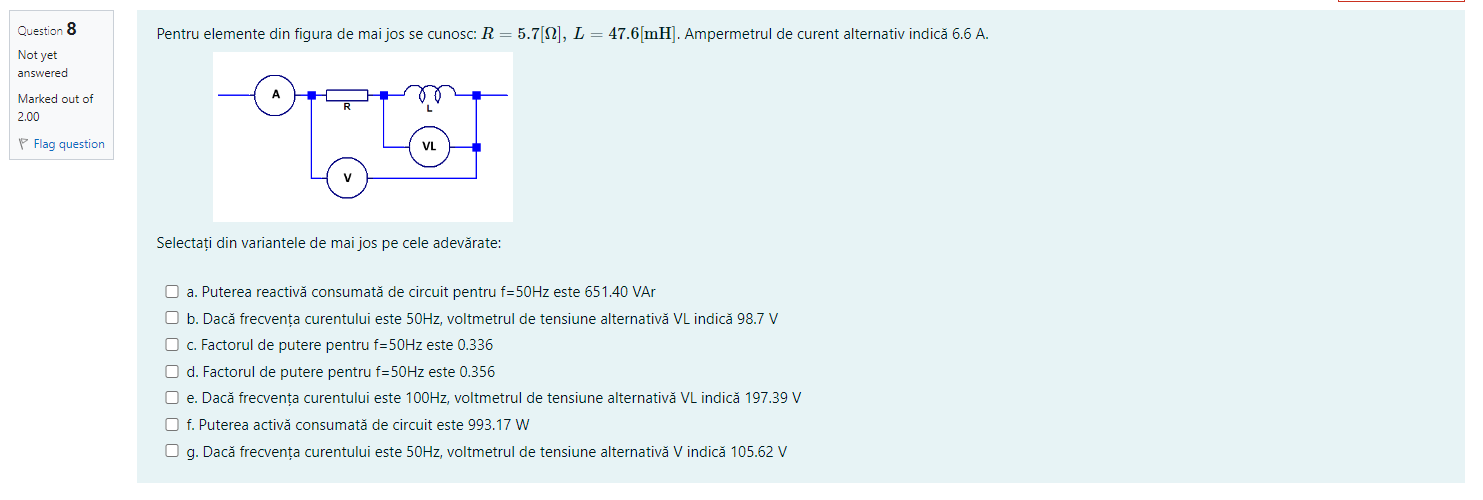 Question 8
Not yet
answered
Marked out of
2.00
Flag question
Pentru elemente din figura de mai jos se cunosc: R = 5.7[Ω], L = 47.6[mH]. Ampermetrul de curent alternativ indică 6.6 A.
A
R
L
VL
V
Selectați din variantele de mai jos pe cele adevărate:
a. Puterea reactivă consumată de circuit pentru f=50Hz este 651.40 VAr
b. Dacă frecvența curentului este 50Hz, voltmetrul de tensiune alternativă VL indică 98.7 V
c. Factorul de putere pentru f=50Hz este 0.336
d. Factorul de putere pentru f=50Hz este 0.356
e. Dacă frecvența curentului este 100Hz, voltmetrul de tensiune alternativă VL indică 197.39 V
f. Puterea activă consumată de circuit este 993.17 W
g. Dacă frecvența curentului este 50Hz, voltmetrul de tensiune alternativă V indică 105.62 V